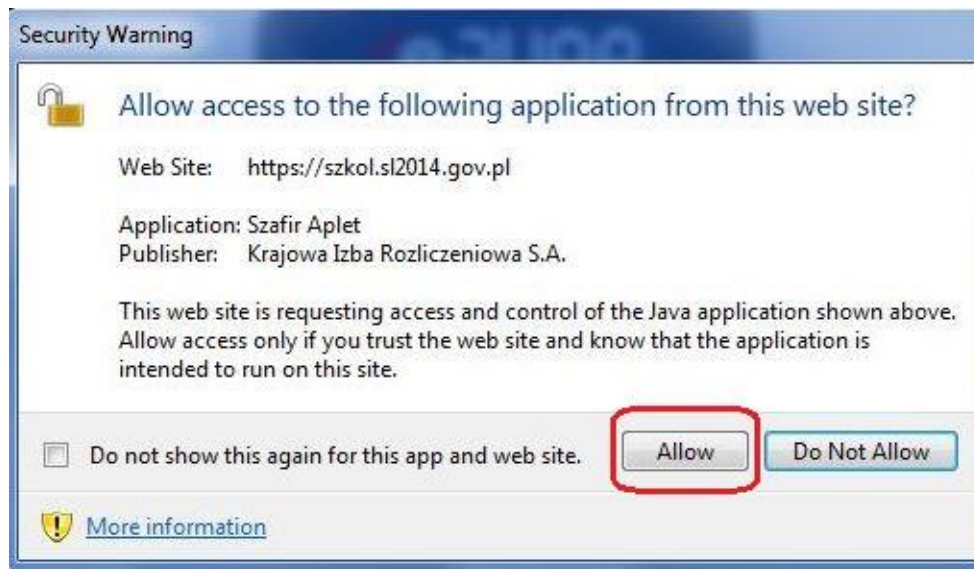 Security Warning
Allow access to the following application from this web site?
Web Site: https://szkol.sl2014.gov.pl
Application: Szafir Aplet
Publisher: Krajowa Izba Rozliczeniowa S.A.
This web site is requesting access and control of the Java application shown above.
Allow access only if you trust the web site and know that the application is
intended to run on this site.
Do not show this again for this app and web site. Allow Do Not Allow
More information